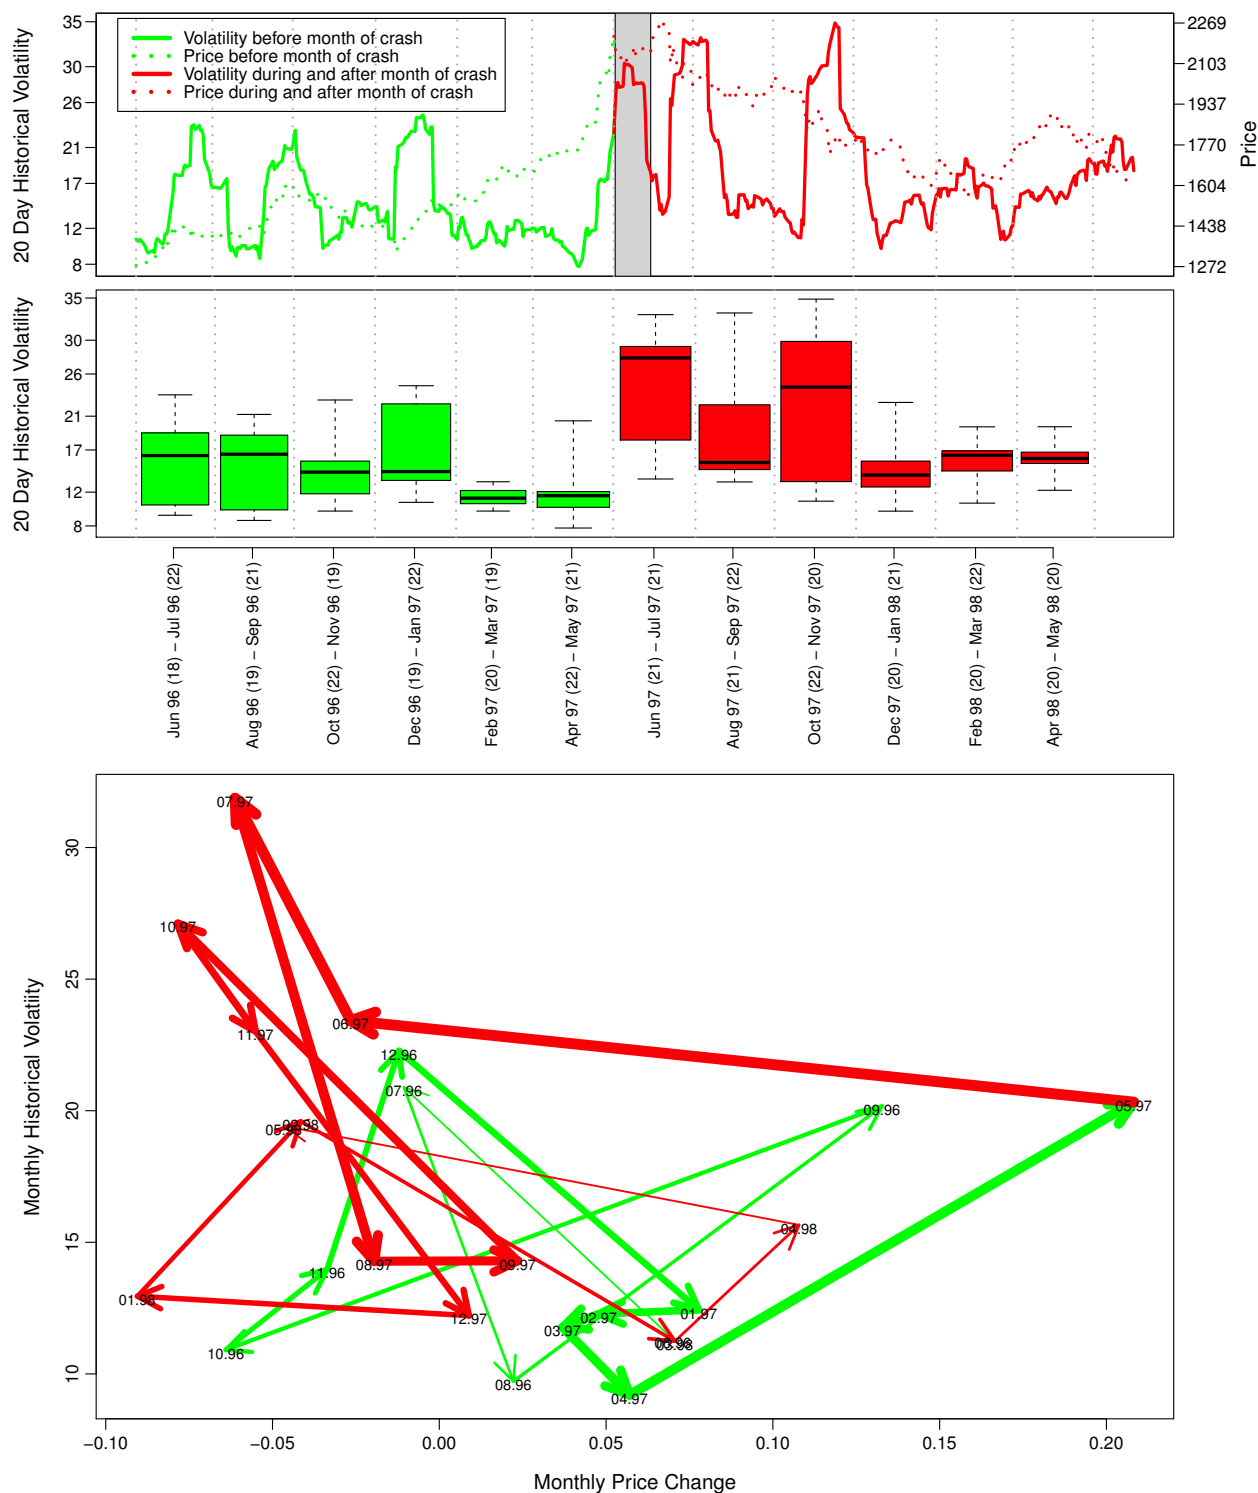 Volatility before month of crash
Price before month of crash
Volatility during and after month of crash
Price during and after month of crash
20 Day Historical Volatility
35
30
26
21
17
12
8
2269
2103
1937
1770
1604
1438
1272
Price
20 Day Historical Volatility
35
30
26
21
17
12
8
Jun 96 (18) − Jul 96 (22)
Aug 96 (19) − Sep 96 (21)
Oct 96 (22) − Nov 96 (19)
Dec 96 (19) − Jan 97 (22)
Feb 97 (20) − Mar 97 (19)
Apr 97 (22) − May 97 (21)
Jun 97 (21) − Jul 97 (21)
Aug 97 (21) − Sep 97 (22)
Oct 97 (22) − Nov 97 (20)
Dec 97 (20) − Jan 98 (21)
Feb 98 (20) − Mar 98 (22)
Apr 98 (20) − May 98 (20)
Monthly Historical Volatiity
30
25
20
15
10
07.97
10.97
06.97
11.97
12.96
07.96
09.96
05.97
02.98
05.98
04.98
08.97
09.97
11.96
01.98
12.97
02.97
01.97
03.97
06.96
03.98
10.96
08.96
04.97
−0.10 −0.05 0.00 0.05 0.10 0.15 0.20
Monthly Price Change